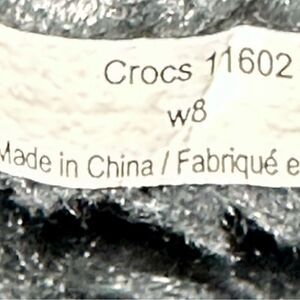 Crocs 11602
w8
Made in China / Fabriqué e